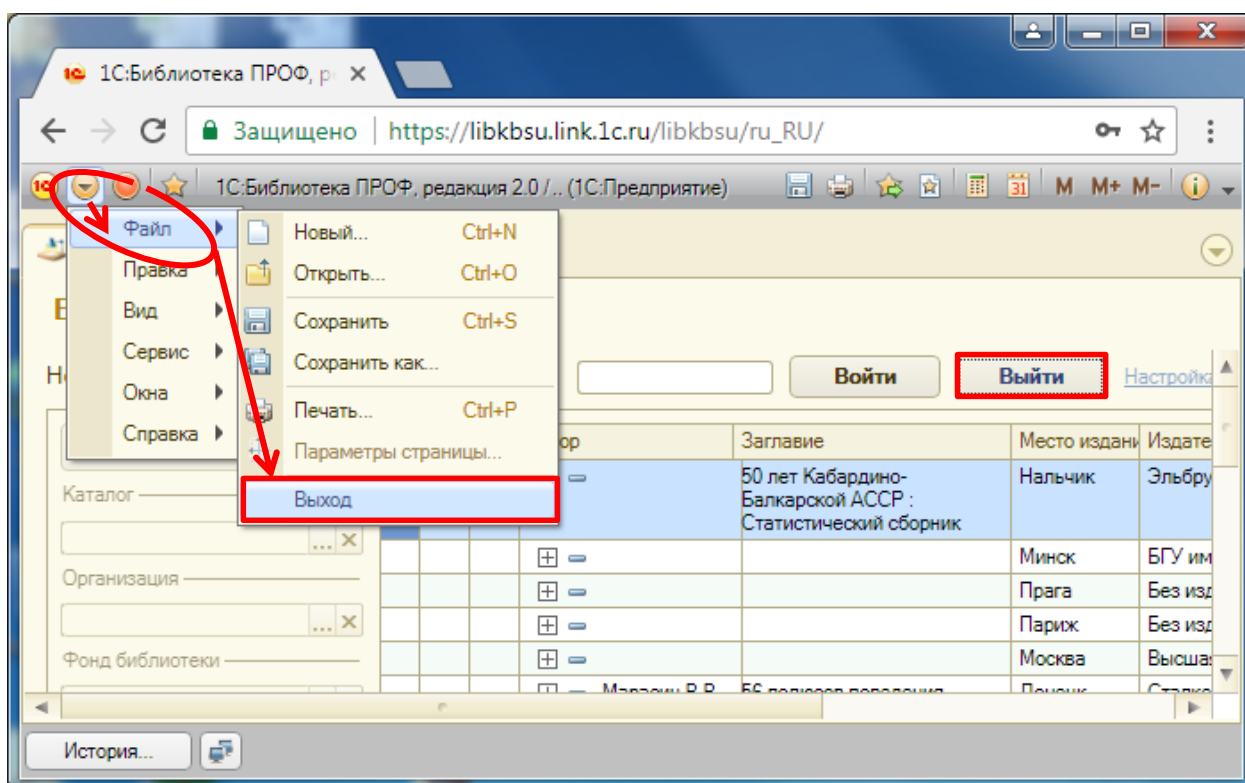 1С:Библиотека ПРОФ, р
Защищено https://libkbsu.link.1c.ru/libkbsu/ru_RU/
1С:Библиотека ПРОФ, редакция 2.0 /.. (1С:Предприятие) 31 M M+ M-
Файл
Правка
Вид
Сервис
Окна
Справка
Новый... Ctrl+N
Открыть... Ctrl+O
Сохранить Ctrl+S
Сохранить как...
Печать... Ctrl+P
Параметры страницы...
Выход
Войти Выйти Настройка
Заглавие Место издани Издате
50 лет Кабардино- Нальчик Эльбру
Балкарской АССР :
Статистический сборник
Каталог
... ×
Минск БГУ им
Организация
Прага Без изд
... ×
Париж Без изд
Фонд библиотеки
Москва Высшая
История...